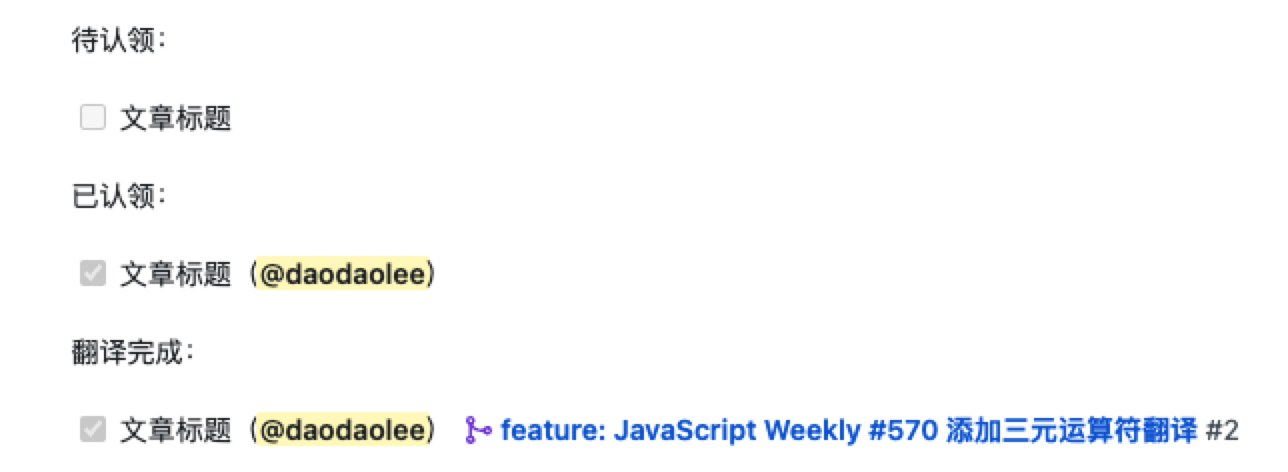 待认领：
文章标题
已认领：
文章标题（@daodaolee）
翻译完成：
文章标题（@daodaolee） feature: JavaScript Weekly #570 添加三元运算符翻译 #2